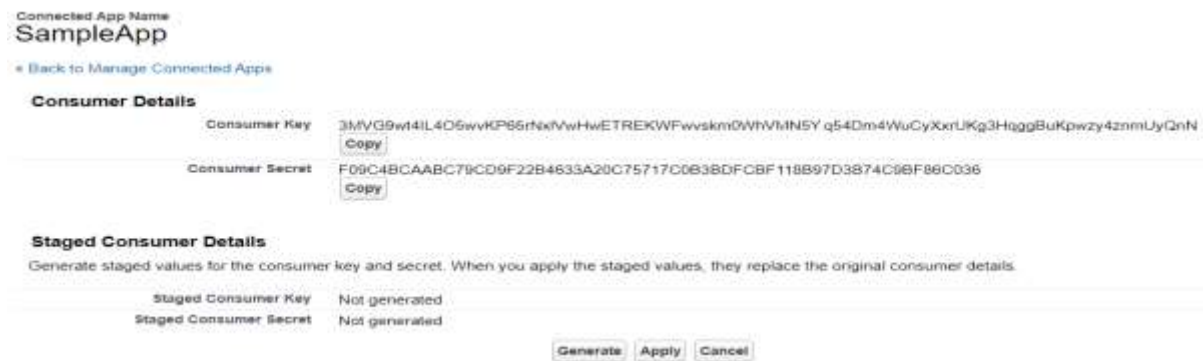 Connected App Name
SampleApp
« Back to Manage Connected Apps
Consumer Details
Consumer Key
Copy
Consumer Secret F09C4BCAABC79CD9F22B4633A20C75717C0B3BDFCBF118B97D3B74C9BF86C036
Copy
Staged Consumer Details
Generate staged values for the consumer key and secret. When you apply the staged values, they replace the original consumer details.
Staged Consumer Key Not generated
Staged Consumer Secret Not generated
Generate Apply Cancel